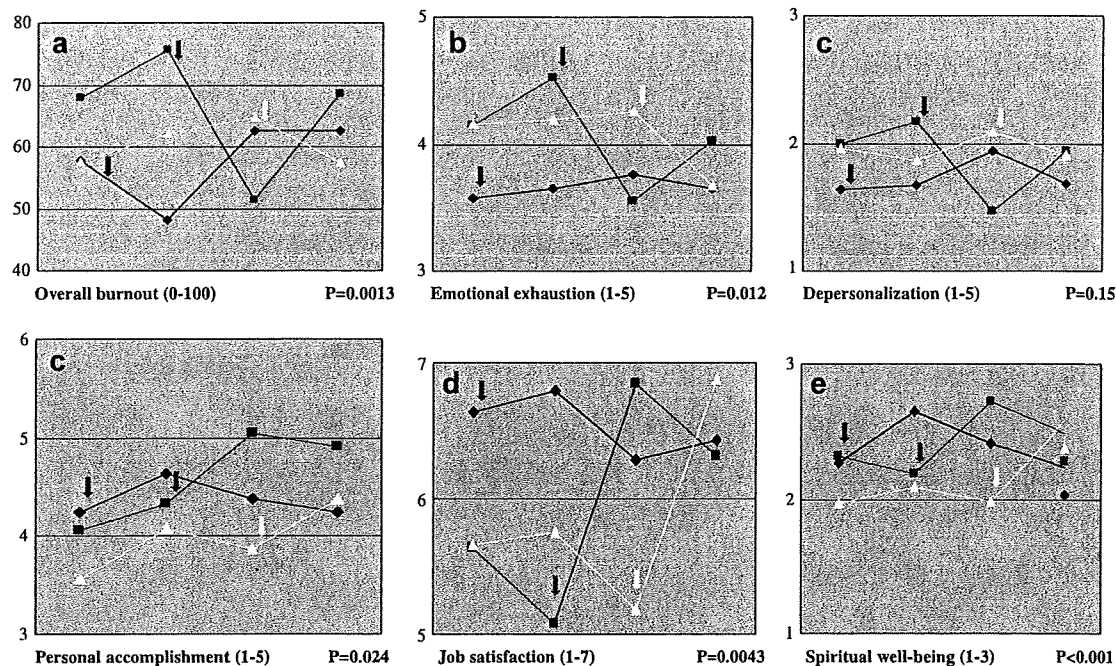 80
70
60
50
40
a
Overall burnout (0-100) P=0.0013
5
4
3
b
Emotional exhaustion (1-5) P=0.012
3
2
1
c
Depersonalization (1-5) P=0.15
6
5
4
3
c
Personal accomplishment (1-5) P=0.024
7
6
5
d
Job satisfaction (1-7) P=0.0043
3
2
1
e
Spiritual well-being (1-3) P<0.001